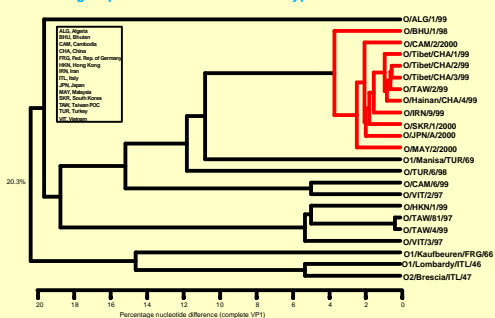 O/ALG/1/99
ALG, Algeria
BHU, Bhutan
CAM, Cambodia
CHA, China
FRG, Fed. Rep. of Germany
HKN, Hong Kong
IRN, Iran
ITL, Italy
JPN, Japan
MAY, Malaysia
SKR, South Korea
TAW, Taiwan POC
TUR, Turkey
VIT, Vietnam
O/BHU/1/98
O/CAM/2/2000
O/Tibet/CHA/1/99
O/Tibet/CHA/2/99
O/Tibet/CHA/3/99
O/TAW/2/99
O/Hainan/CHA/4/99
O/IRN/9/99
O/SKR/1/2000
O/JPN/A/2000
O/MAY/2/2000
O1/Manisa/TUR/69
O/TUR/6/98
20.3%
O/CAM/6/99
O/VIT/2/97
O/HKN/1/99
O/TAW/81/97
O/TAW/4/99
O/VIT/3/97
O1/Kaufbeuren/FRG/66
O1/Lombardy/ITL/46
O2/Brescia/ITL/47
20 18 16 14 12 10 8 6 4 2 0
Percentage nucleotide difference (complete VP1)